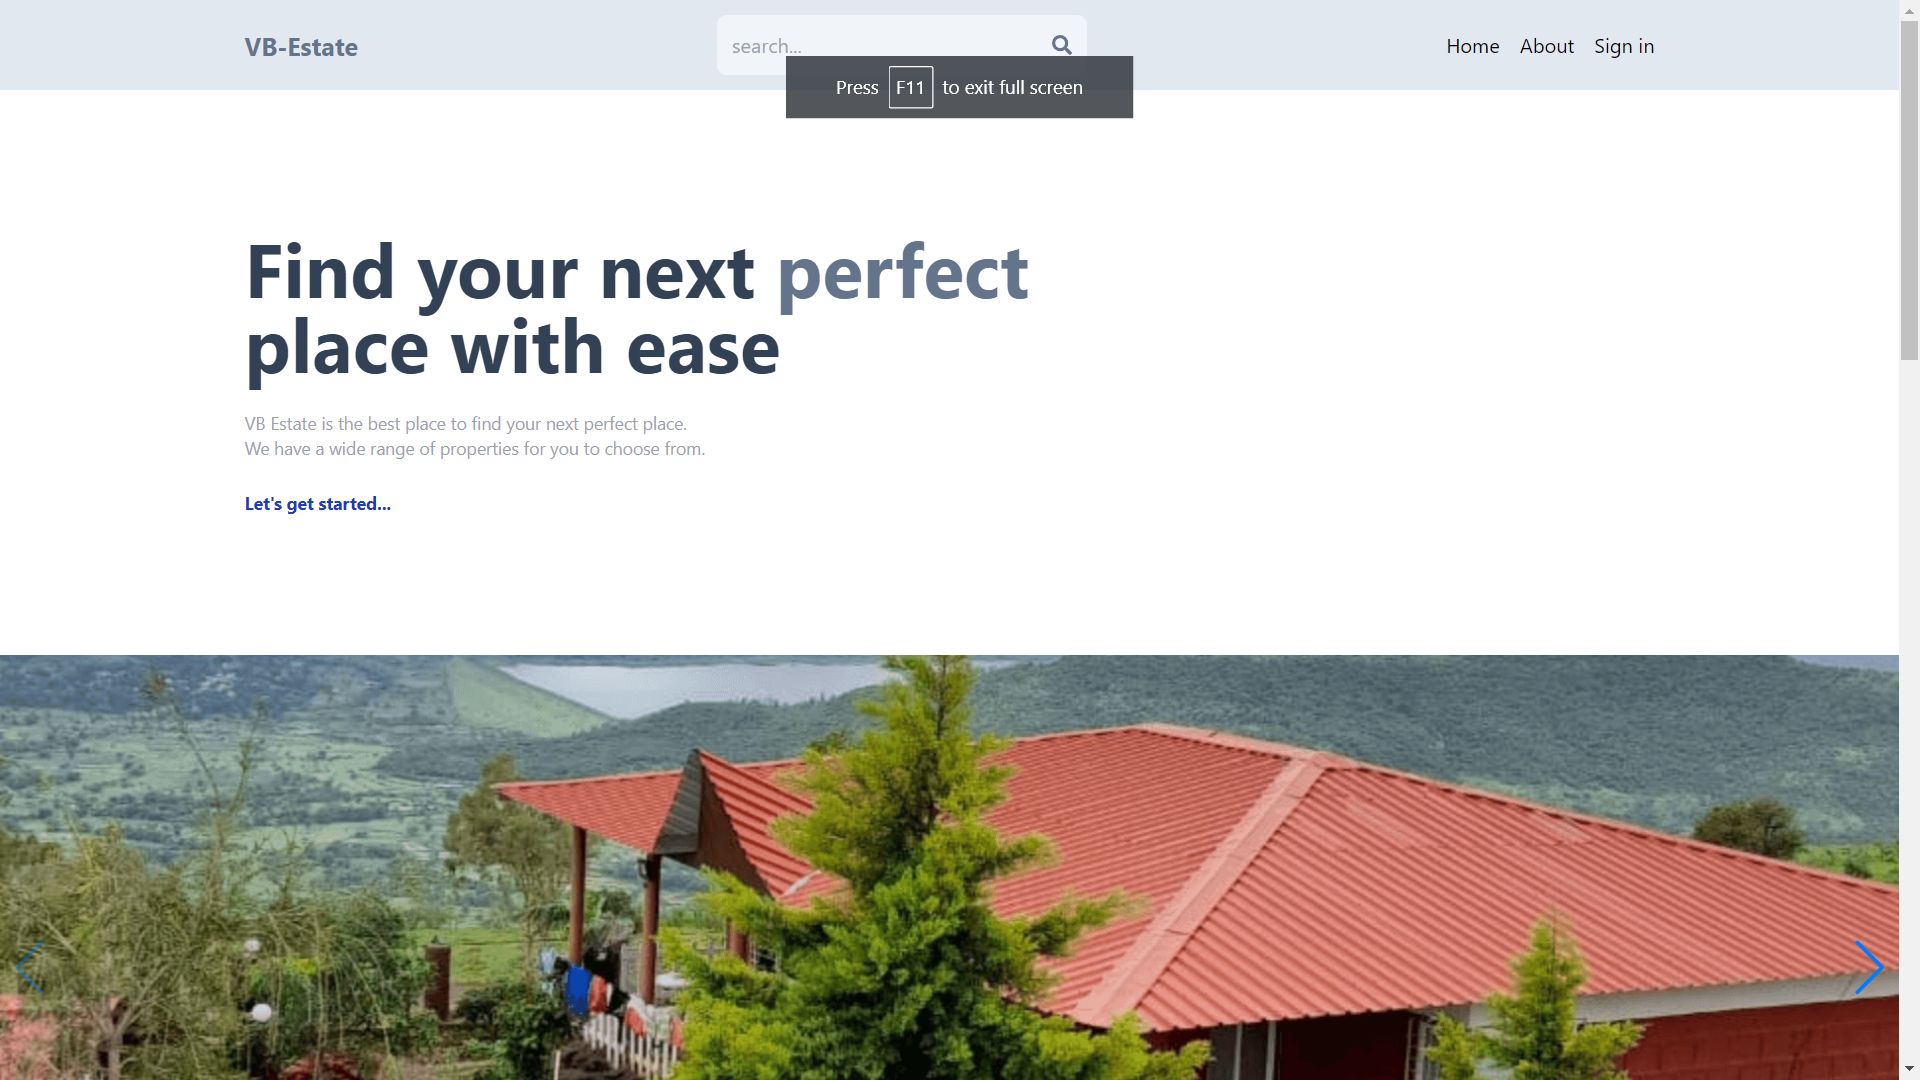 VB-Estate
search...
Home
About
Sign in
Press F11 to exit full screen
Find your next perfect
place with ease
VB Estate is the best place to find your next perfect place.
We have a wide range of properties for you to choose from.
Let's get started...